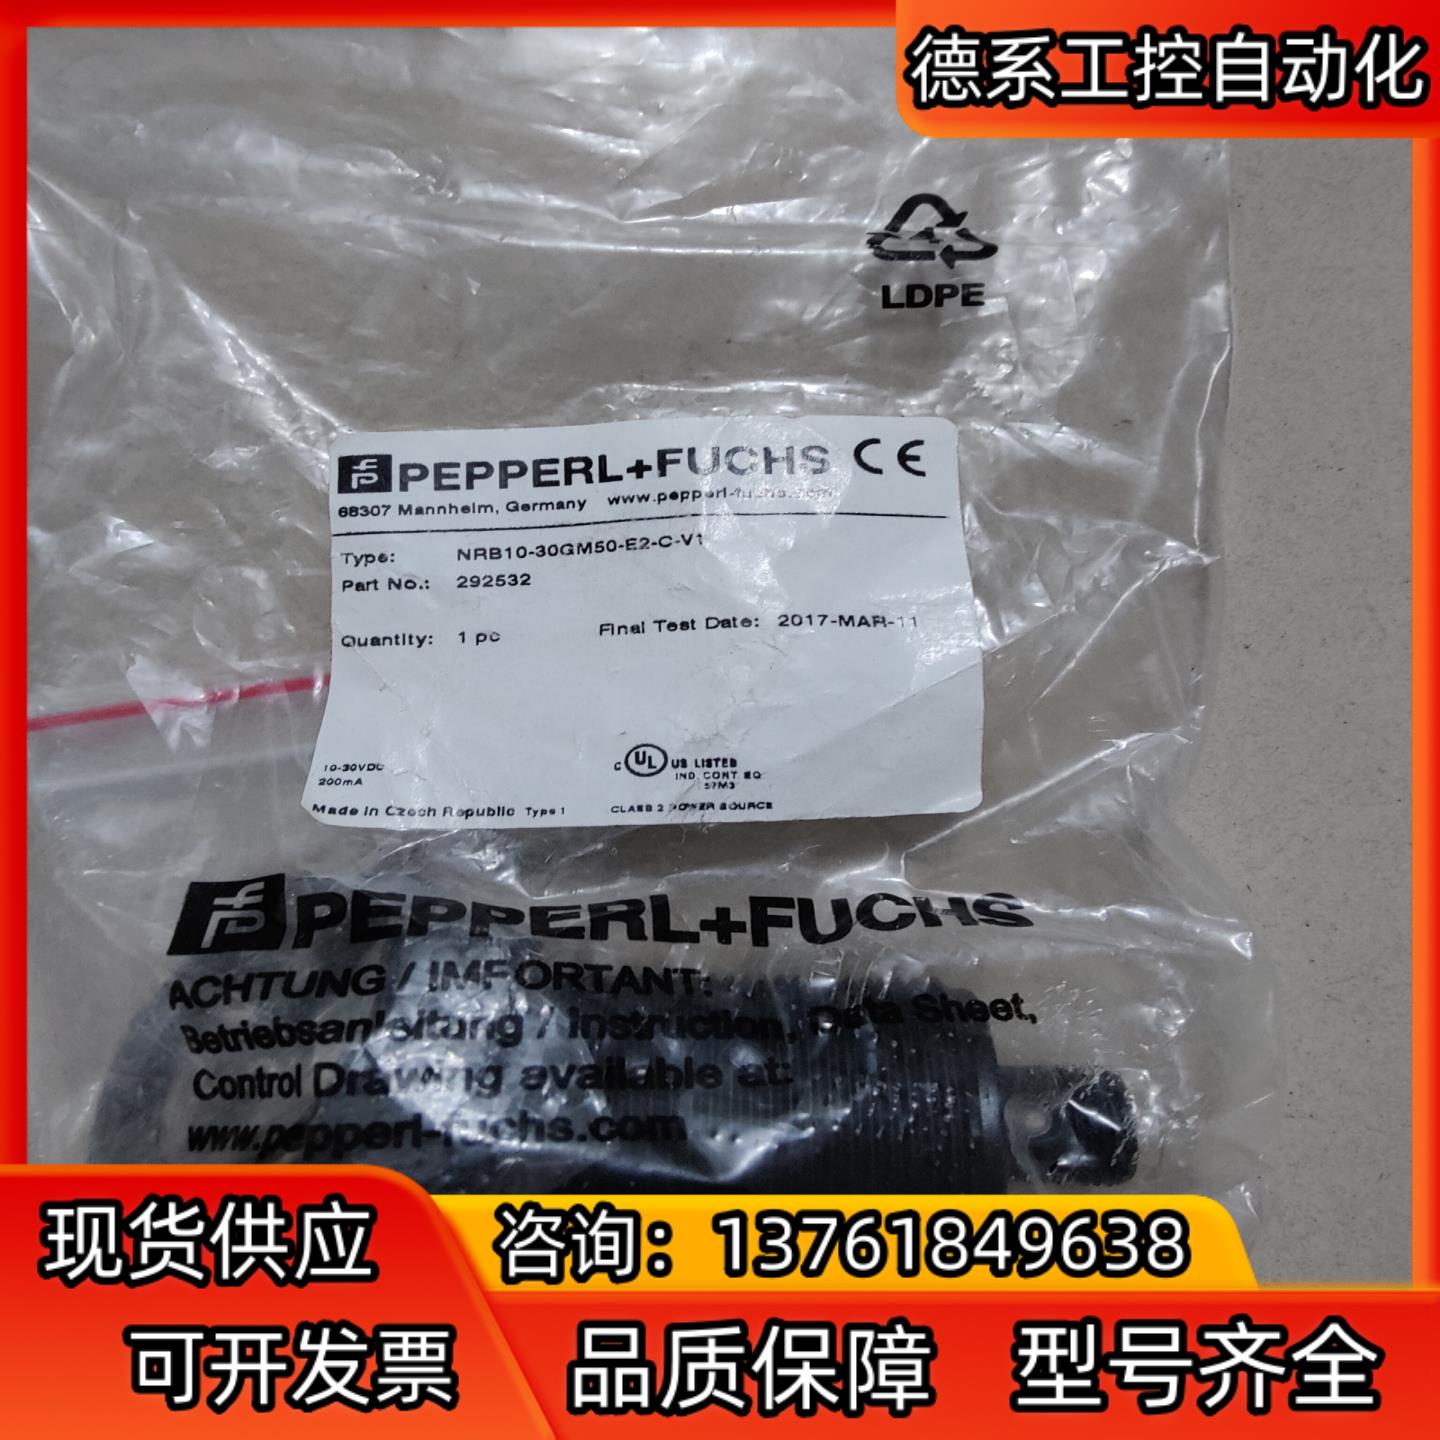 德系工控自动化
LDPE
PEPPERL+FUCHS CE
68307 Mannheim, Germany www.pepperl-fuchs.com
Type: NRB10-30GM50-E2-C-V1
Part No.: 292532
Quantity: 1 pc Final Test Date: 2017-MAR-11
10-30VDC
200mA
C UL US LISTED
IND. CONT. EQ
57M3
Made in Czech Republic Type 1 CLASS 2 POWER SOURCE
PEPPERL+FUCHS
ACHTUNG / IMPORTANT:
Betriebsanleitung / Instruction, Data Sheet,
Control Drawing available at:
www.pepperl-fuchs.com
现货供应 咨询：13761849638
可开发票 品质保障 型号齐全